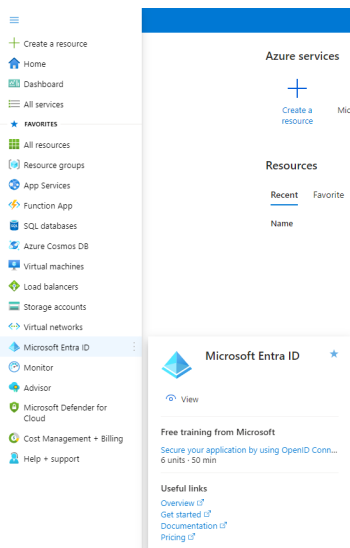 Create a resource
Home
Dashboard
All services
FAVORITES
All resources
Resource groups
App Services
Function App
SQL databases
Azure Cosmos DB
Virtual machines
Load balancers
Storage accounts
Virtual networks
Microsoft Entra ID
Monitor
Advisor
Microsoft Defender for
Cloud
Cost Management + Billing
Help + support
Azure services
Create a
resource
Mic
Resources
Recent Favorite
Name
Microsoft Entra ID
View
Free training from Microsoft
Secure your application by using OpenID Conn...
6 units · 50 min
Useful links
Overview
Get started
Documentation
Pricing